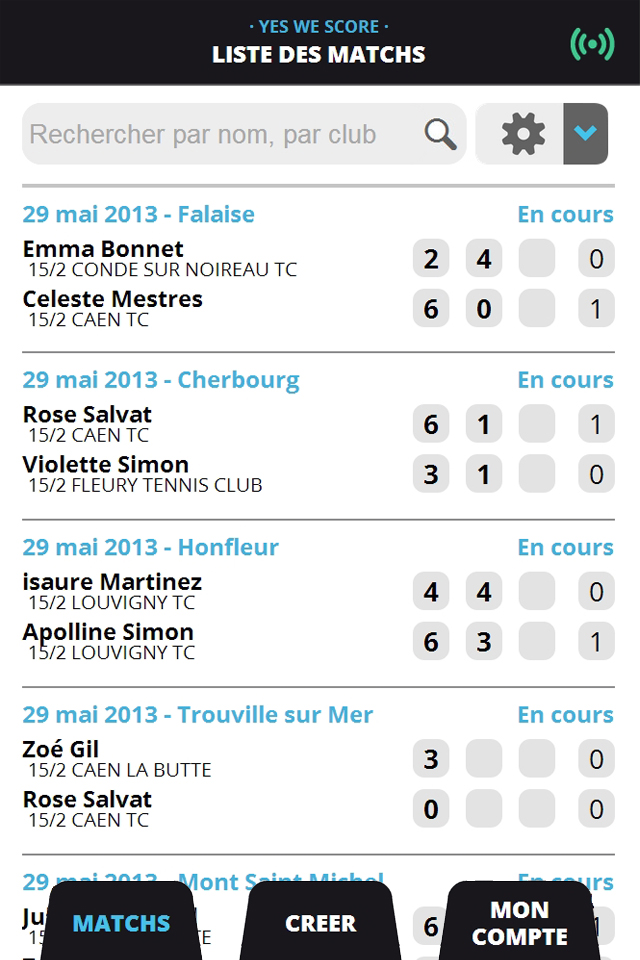 · YES WE SCORE ·
LISTE DES MATCHS
Rechercher par nom, par club
29 mai 2013 - Falaise En cours
Emma Bonnet 2 4 0
15/2 CONDE SUR NOIREAU TC
Celeste Mestres 6 0 1
15/2 CAEN TC
29 mai 2013 - Cherbourg En cours
Rose Salvat 6 1 1
15/2 CAEN TC
Violette Simon 3 1 0
15/2 FLEURY TENNIS CLUB
29 mai 2013 - Honfleur En cours
isaure Martinez 4 4 0
15/2 LOUVIGNY TC
Apolline Simon 6 3 1
15/2 LOUVIGNY TC
29 mai 2013 - Trouville sur Mer En cours
Zoé Gil 3 0
15/2 CAEN LA BUTTE
Rose Salvat 0 0
15/2 CAEN TC
29 mai 2013 - Mont Saint Michel En cours
6 1
MATCHS CREER MON COMPTE